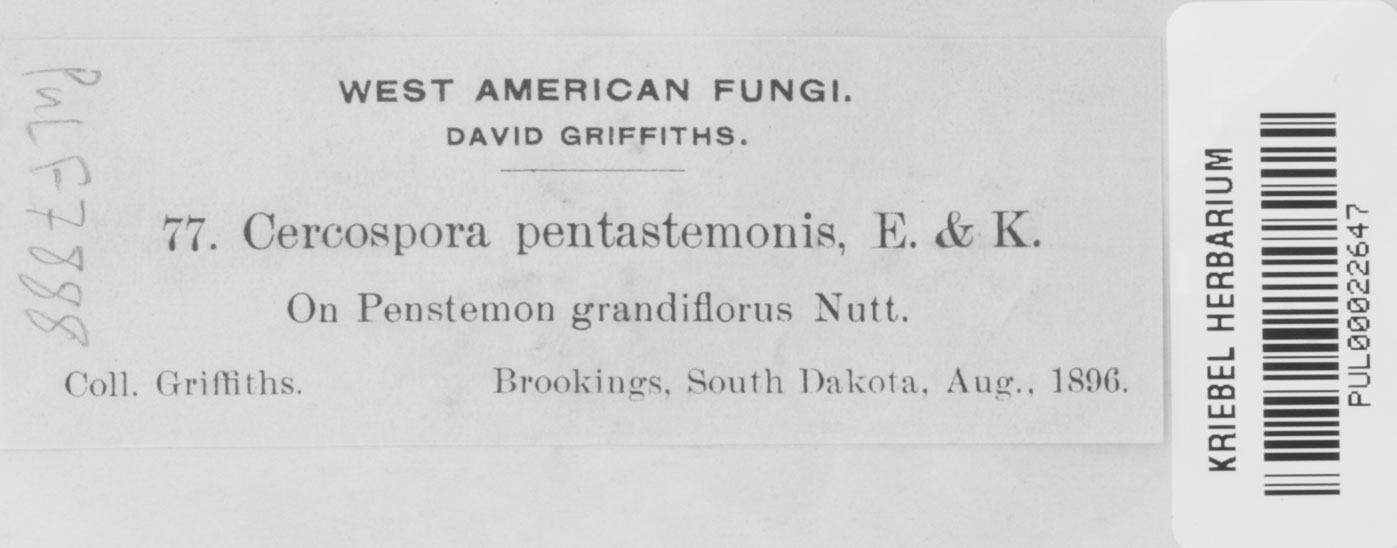 WEST AMERICAN FUNGI.
DAVID GRIFFITHS.
77. Cercospora pentastemonis, E. & K.
On Penstemon grandiflorus Nutt.
Coll. Griffiths. Brookings, South Dakota, Aug., 1896.
PUL F7888
KRIEBEL HERBARIUM
PUL00022647